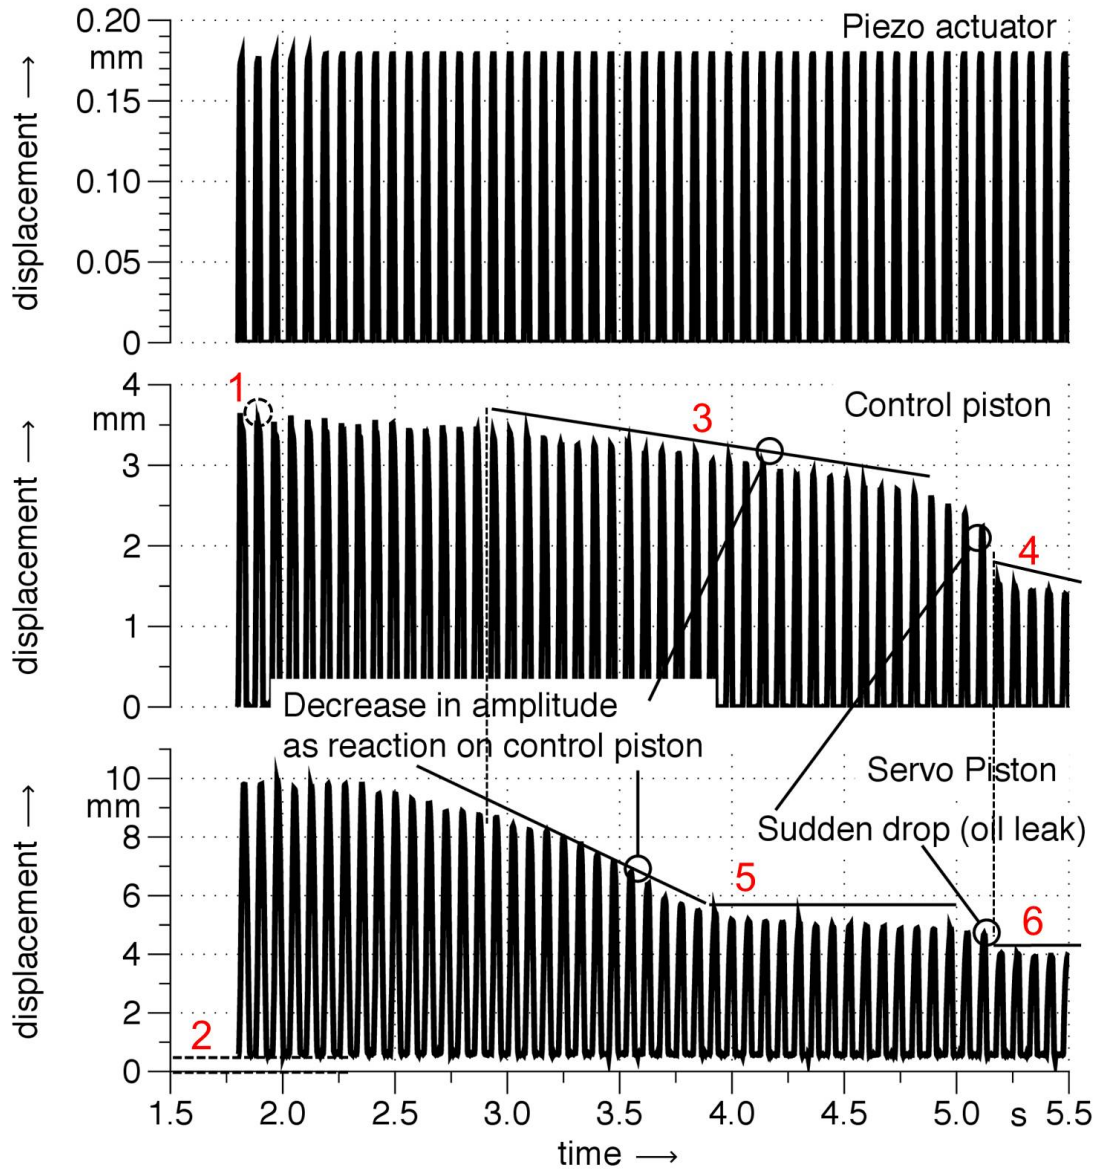 Piezo actuator
0.20
mm
0.15
0.10
0.05
0
displacement →
Control piston
4
mm
3
2
1
0
displacement →
1
3
4
Decrease in amplitude
as reaction on control piston
Servo Piston
10
mm
8
6
4
2
0
displacement →
Sudden drop (oil leak)
5
6
2
1.5 2.0 2.5 3.0 3.5 4.0 4.5 5.0 s 5.5
time →